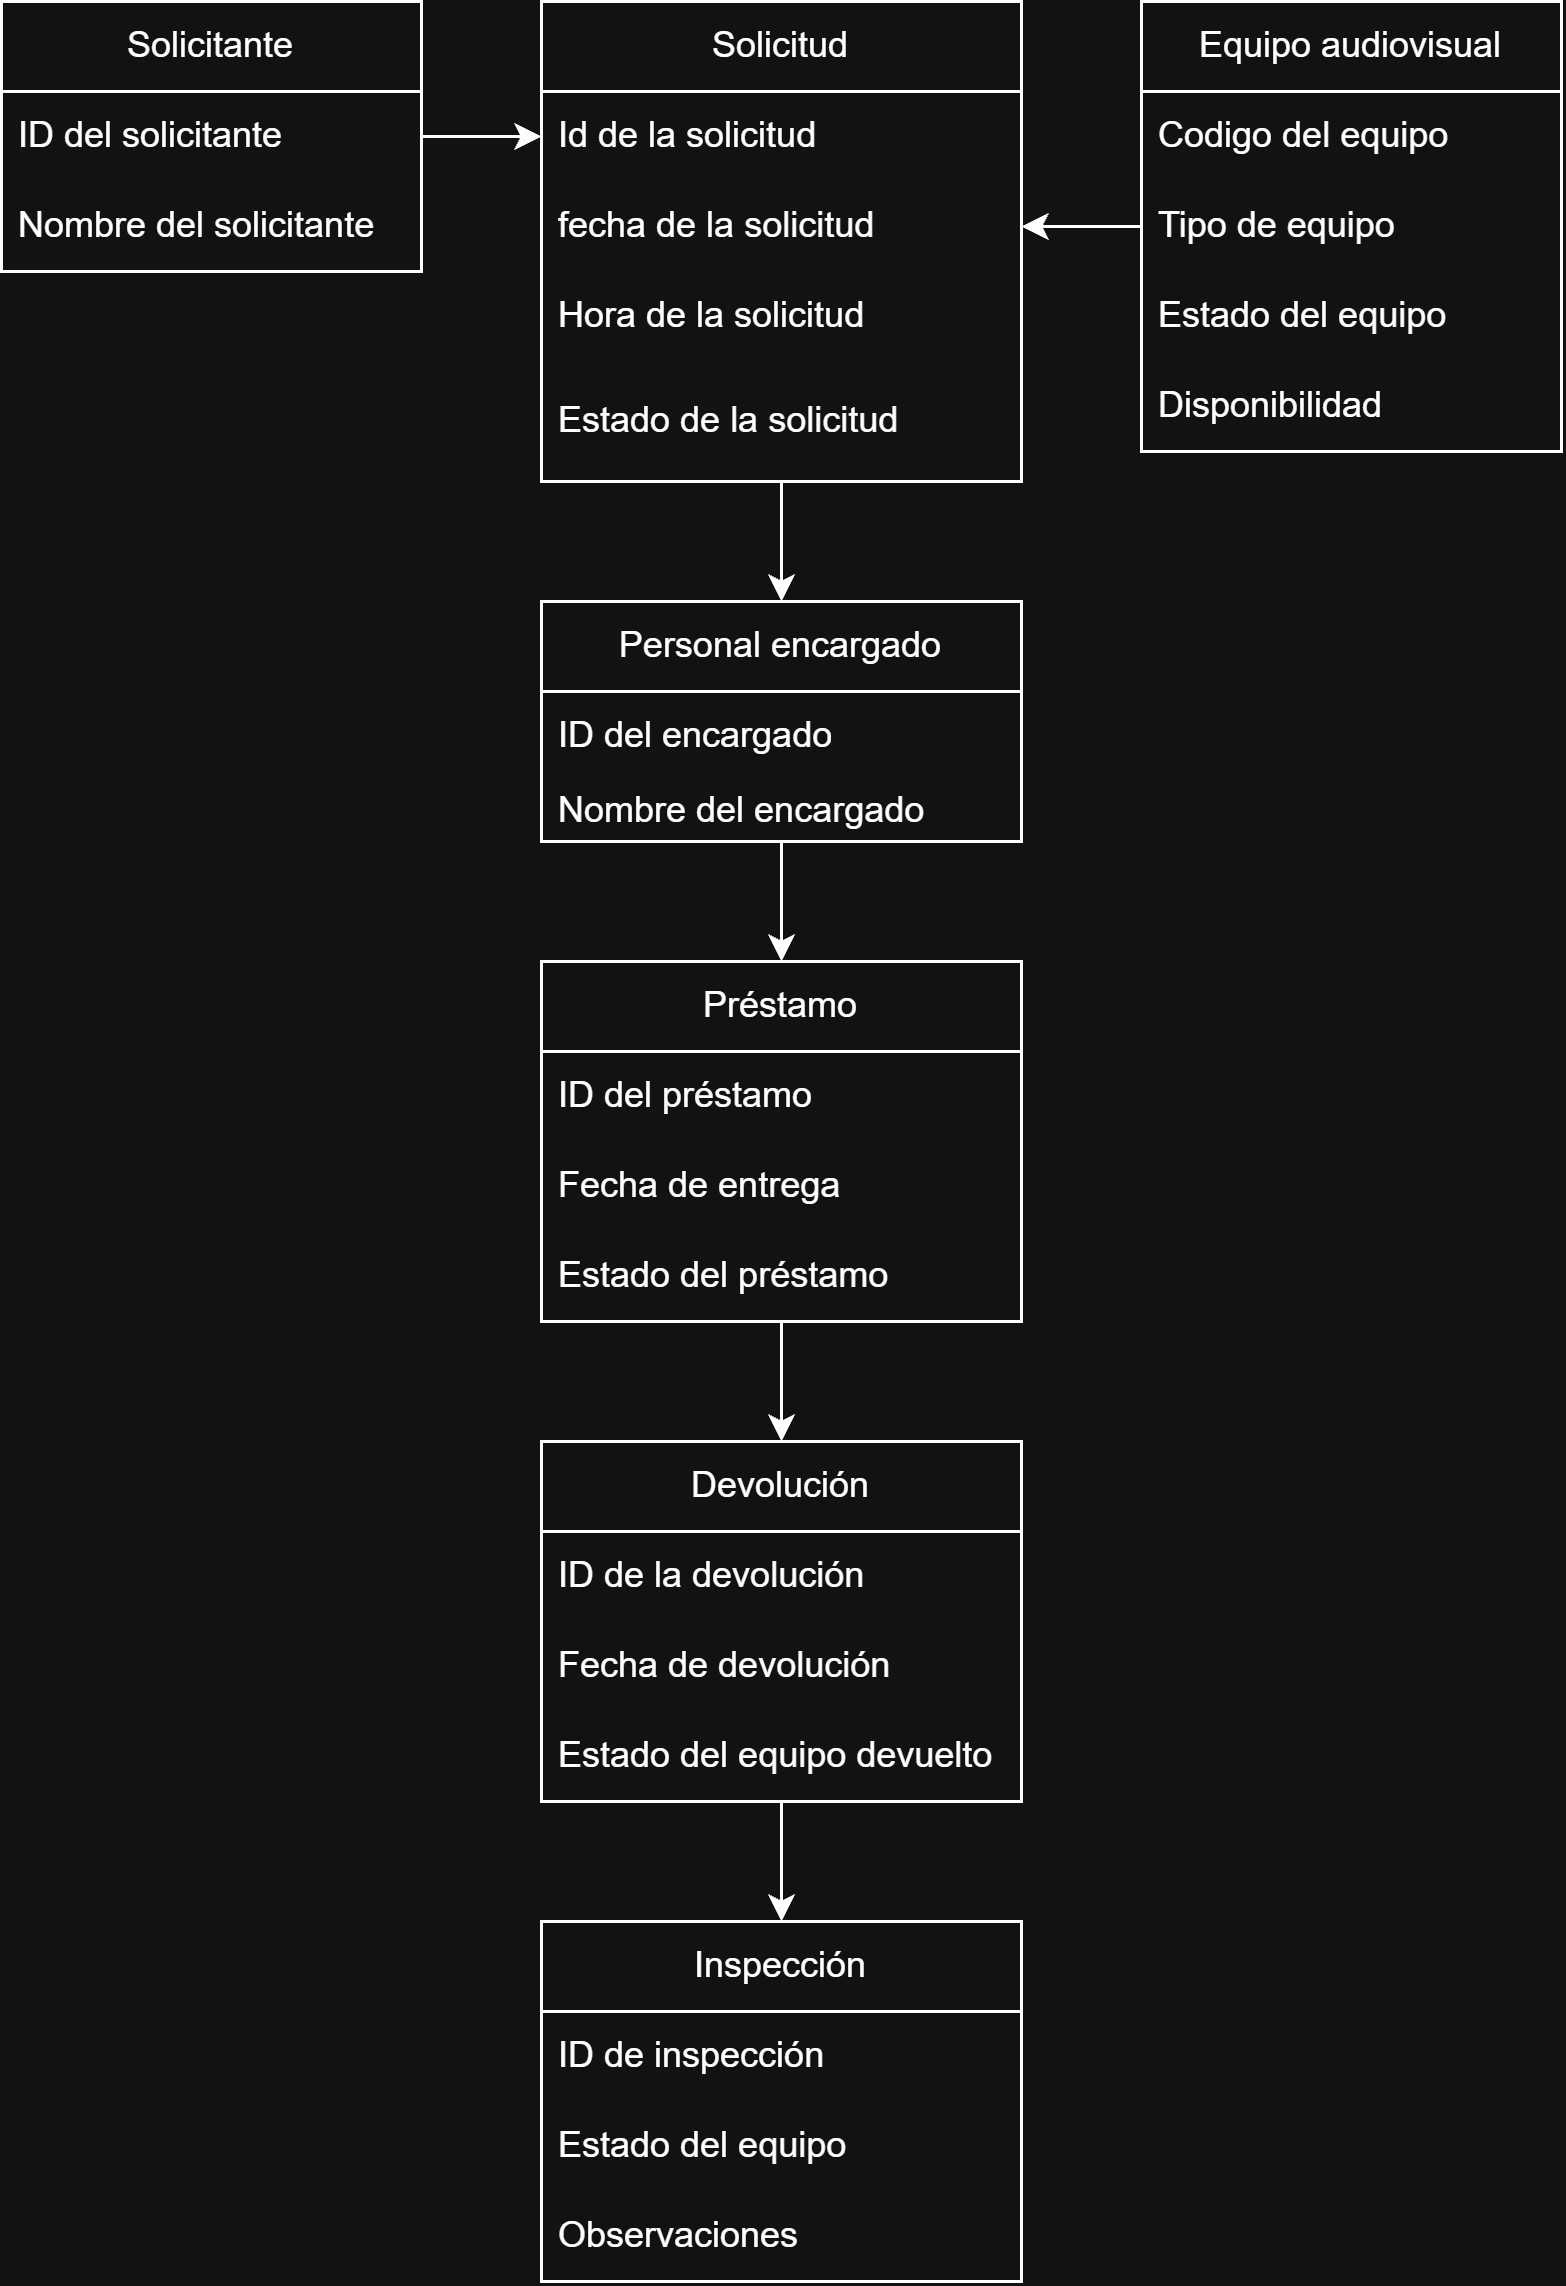 Solicitante
ID del solicitante
Nombre del solicitante
Solicitud
Id de la solicitud
fecha de la solicitud
Hora de la solicitud
Estado de la solicitud
Equipo audiovisual
Codigo del equipo
Tipo de equipo
Estado del equipo
Disponibilidad
Personal encargado
ID del encargado
Nombre del encargado
Préstamo
ID del préstamo
Fecha de entrega
Estado del préstamo
Devolución
ID de la devolución
Fecha de devolución
Estado del equipo devuelto
Inspección
ID de inspección
Estado del equipo
Observaciones